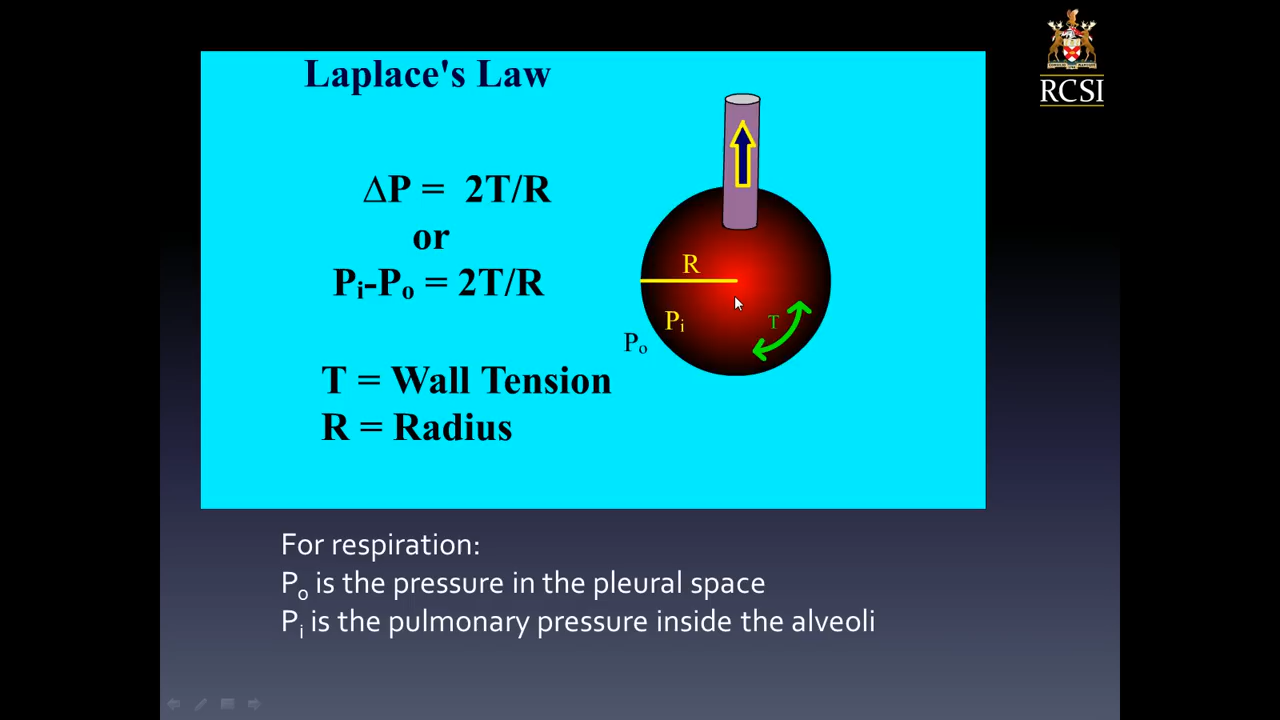 RCSI
Laplace's Law
∆P = 2T/R
or
Pᵢ-Pₒ = 2T/R
T = Wall Tension
R = Radius
R
Pᵢ
T
Pₒ
For respiration:
Pₒ is the pressure in the pleural space
Pᵢ is the pulmonary pressure inside the alveoli